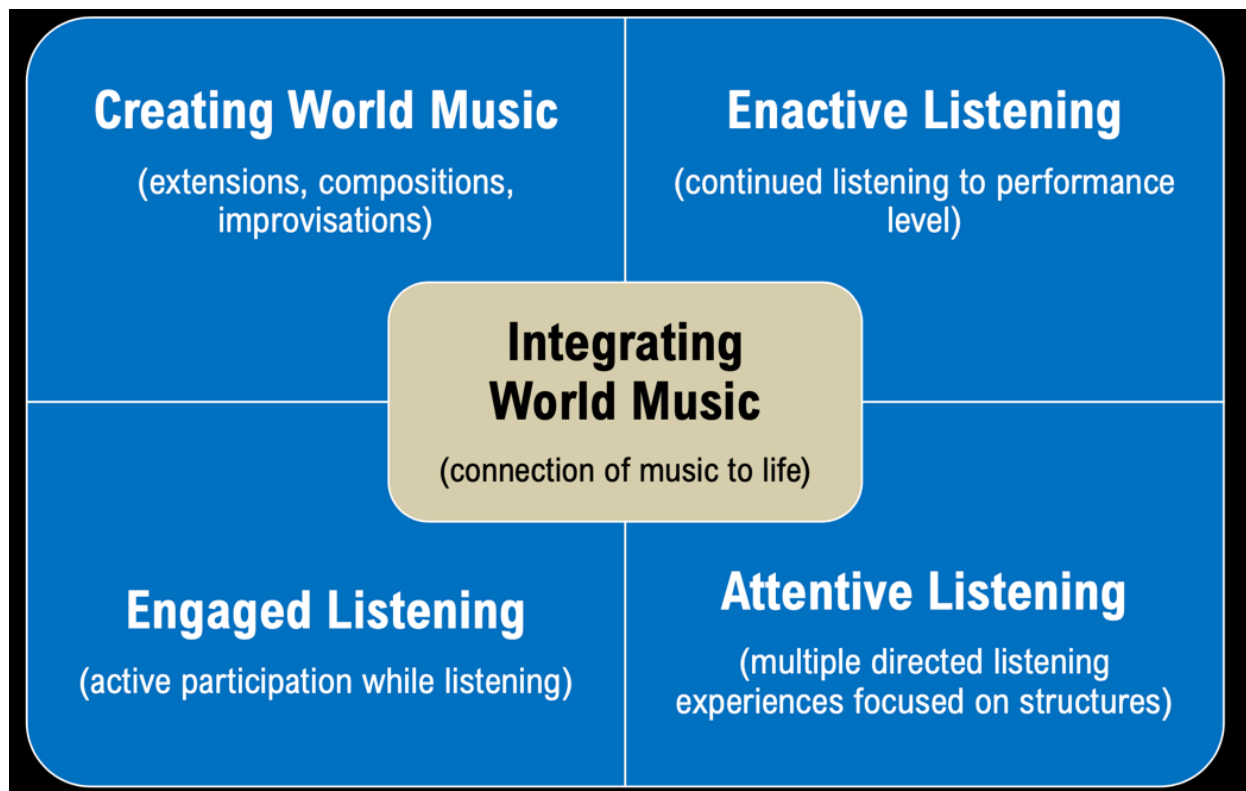 Creating World Music
(extensions, compositions,
improvisations)
Enactive Listening
(continued listening to performance
level)
Integrating
World Music
(connection of music to life)
Engaged Listening
(active participation while listening)
Attentive Listening
(multiple directed listening
experiences focused on structures)